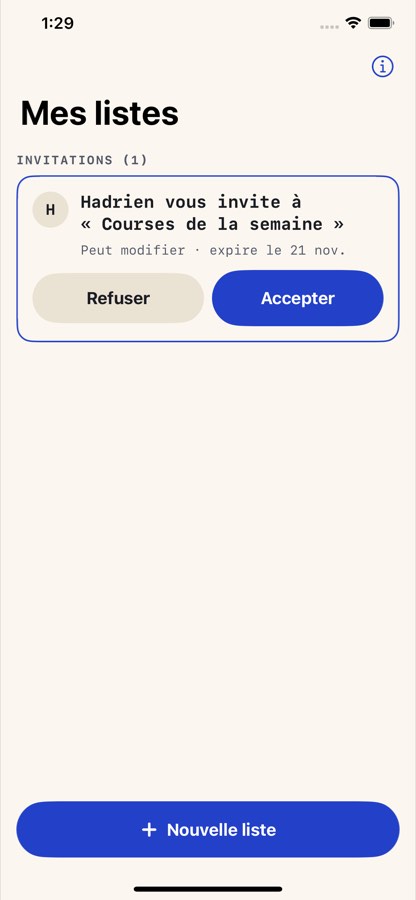 1:29
Mes listes
INVITATIONS (1)
H
Hadrien vous invite à
« Courses de la semaine »
Peut modifier · expire le 21 nov.
Refuser
Accepter
+ Nouvelle liste